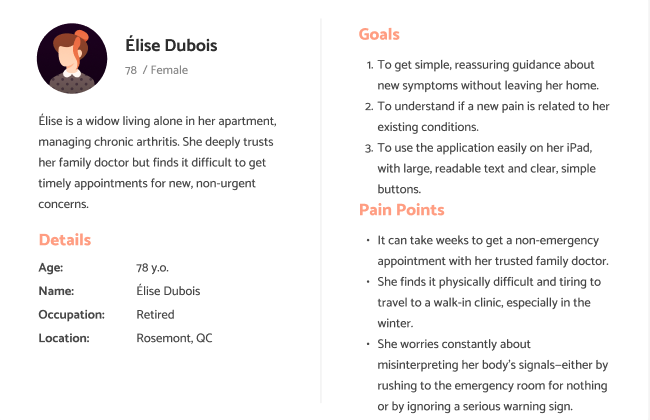 Élise Dubois
78 / Female
Élise is a widow living alone in her apartment,
managing chronic arthritis. She deeply trusts
her family doctor but finds it difficult to get
timely appointments for new, non-urgent
concerns.
Details
Age: 78 y.o.
Name: Élise Dubois
Occupation: Retired
Location: Rosemont, QC
Goals
1. To get simple, reassuring guidance about
new symptoms without leaving her home.
2. To understand if a new pain is related to her
existing conditions.
3. To use the application easily on her iPad,
with large, readable text and clear, simple
buttons.
Pain Points
• It can take weeks to get a non-emergency
appointment with her trusted family doctor.
• She finds it physically difficult and tiring to
travel to a walk-in clinic, especially in the
winter.
• She worries constantly about
misinterpreting her body's signals—either by
rushing to the emergency room for nothing
or by ignoring a serious warning sign.